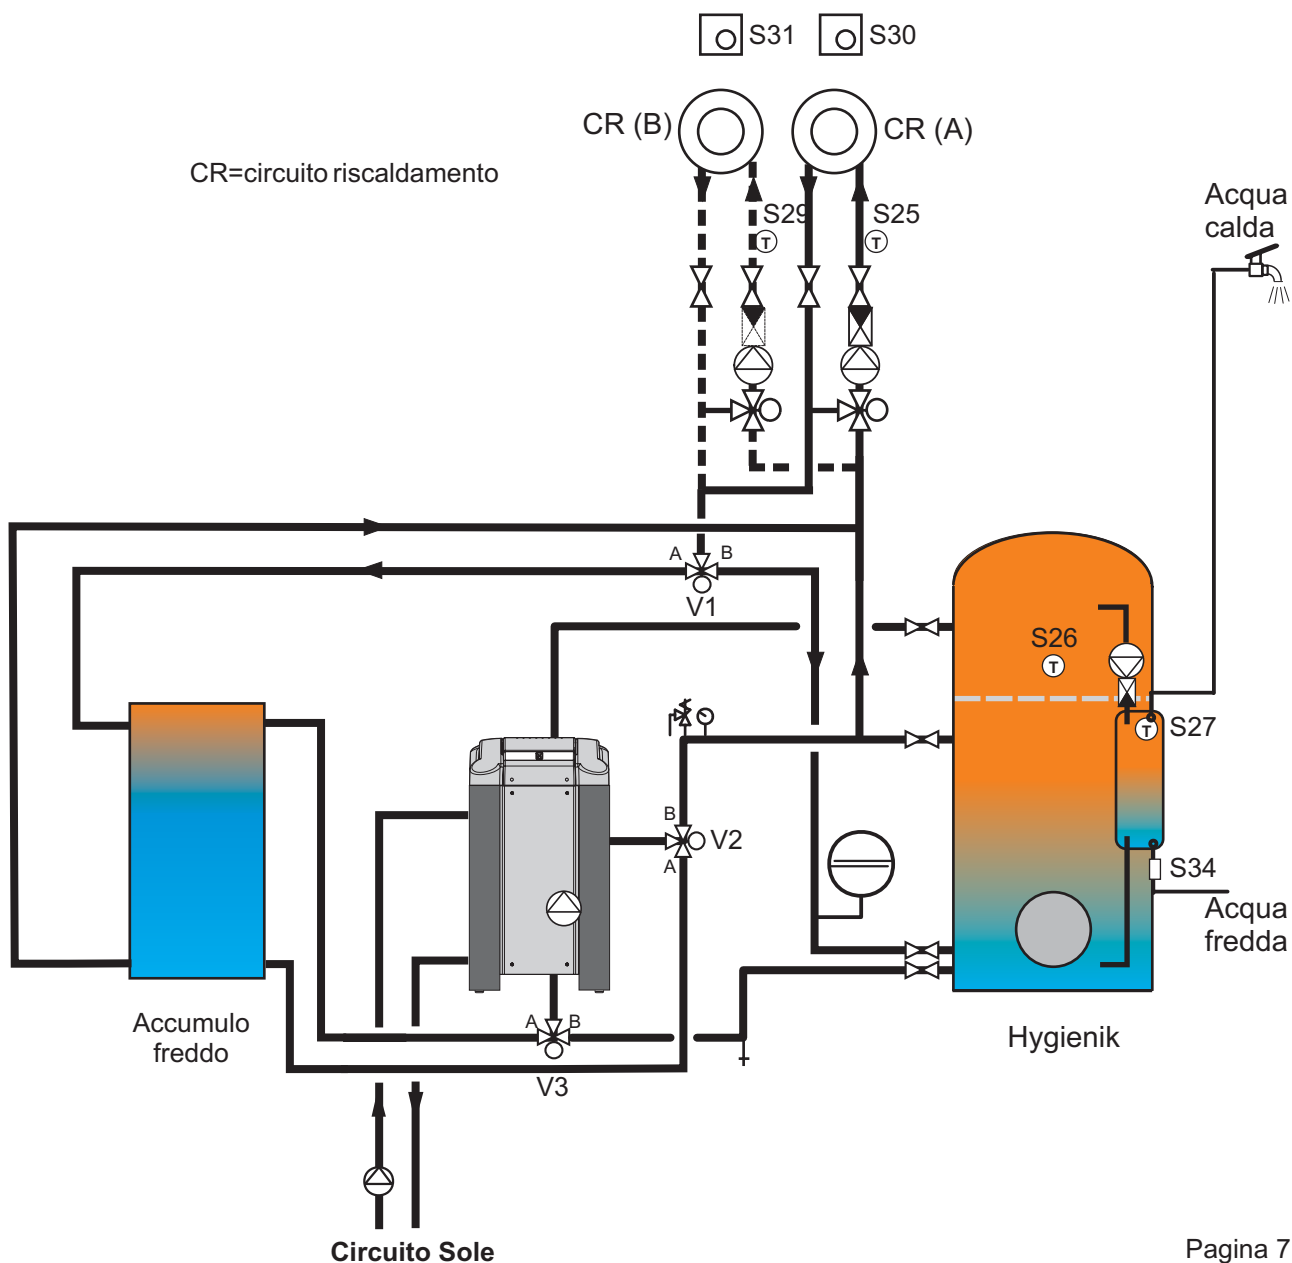 S31
S30
CR (B)
CR (A)
CR=circuito riscaldamento
S29
T
S25
T
Acqua
calda
A
B
V1
S26
T
S27
T
B
V2
A
S34
Acqua
fredda
Accumulo
freddo
A
B
V3
Hygienik
Circuito Sole
Pagina 7